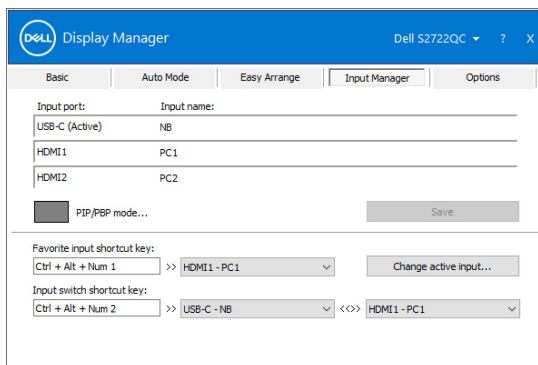 DELL Display Manager Dell S2722QC ? X
Basic Auto Mode Easy Arrange Input Manager Options
Input port: Input name:
USB-C (Active) NB
HDMI1 PC1
HDMI2 PC2
PIP/PBP mode... Save
Favorite input shortcut key:
Ctrl + Alt + Num 1 >> HDMI1 - PC1 Change active input...
Input switch shortcut key:
Ctrl + Alt + Num 2 >> USB-C - NB <<>> HDMI1 - PC1